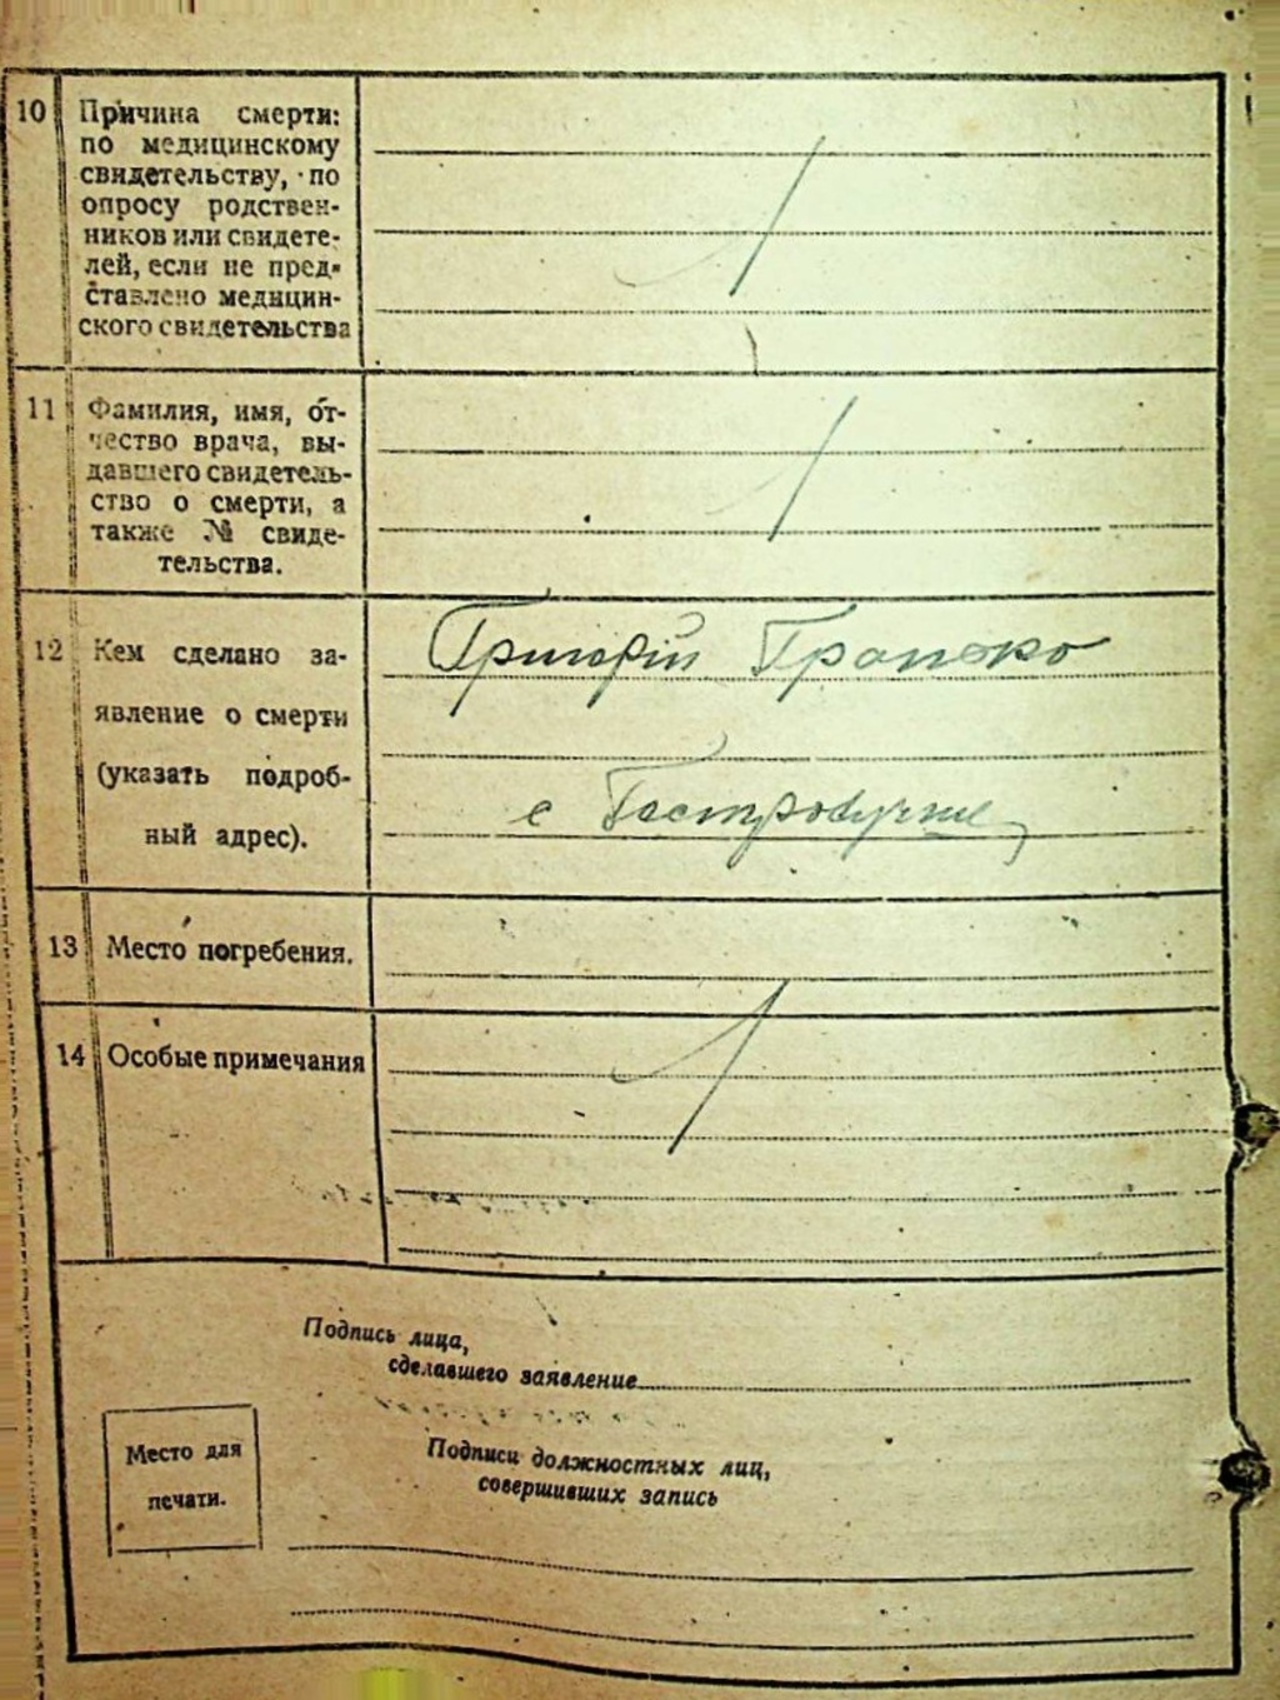 10 Причина смерти:
по медицинскому
свидетельству, по
опросу родствен-
ников или свидете-
лей, если не пред-
ставлено медицин-
ского свидетельства
11 Фамилия, имя, от-
чество врача, вы-
давшего свидетель-
ство о смерти, а
также № свиде-
тельства.
12 Кем сделано за-
явление о смерти
(указать подроб-
ный адрес).
Григорій
с
13 Место погребения.
14 Особые примечания
Подпись лица,
сделавшего заявление
Место для
печати.
Подписи должностных лиц,
совершивших запись